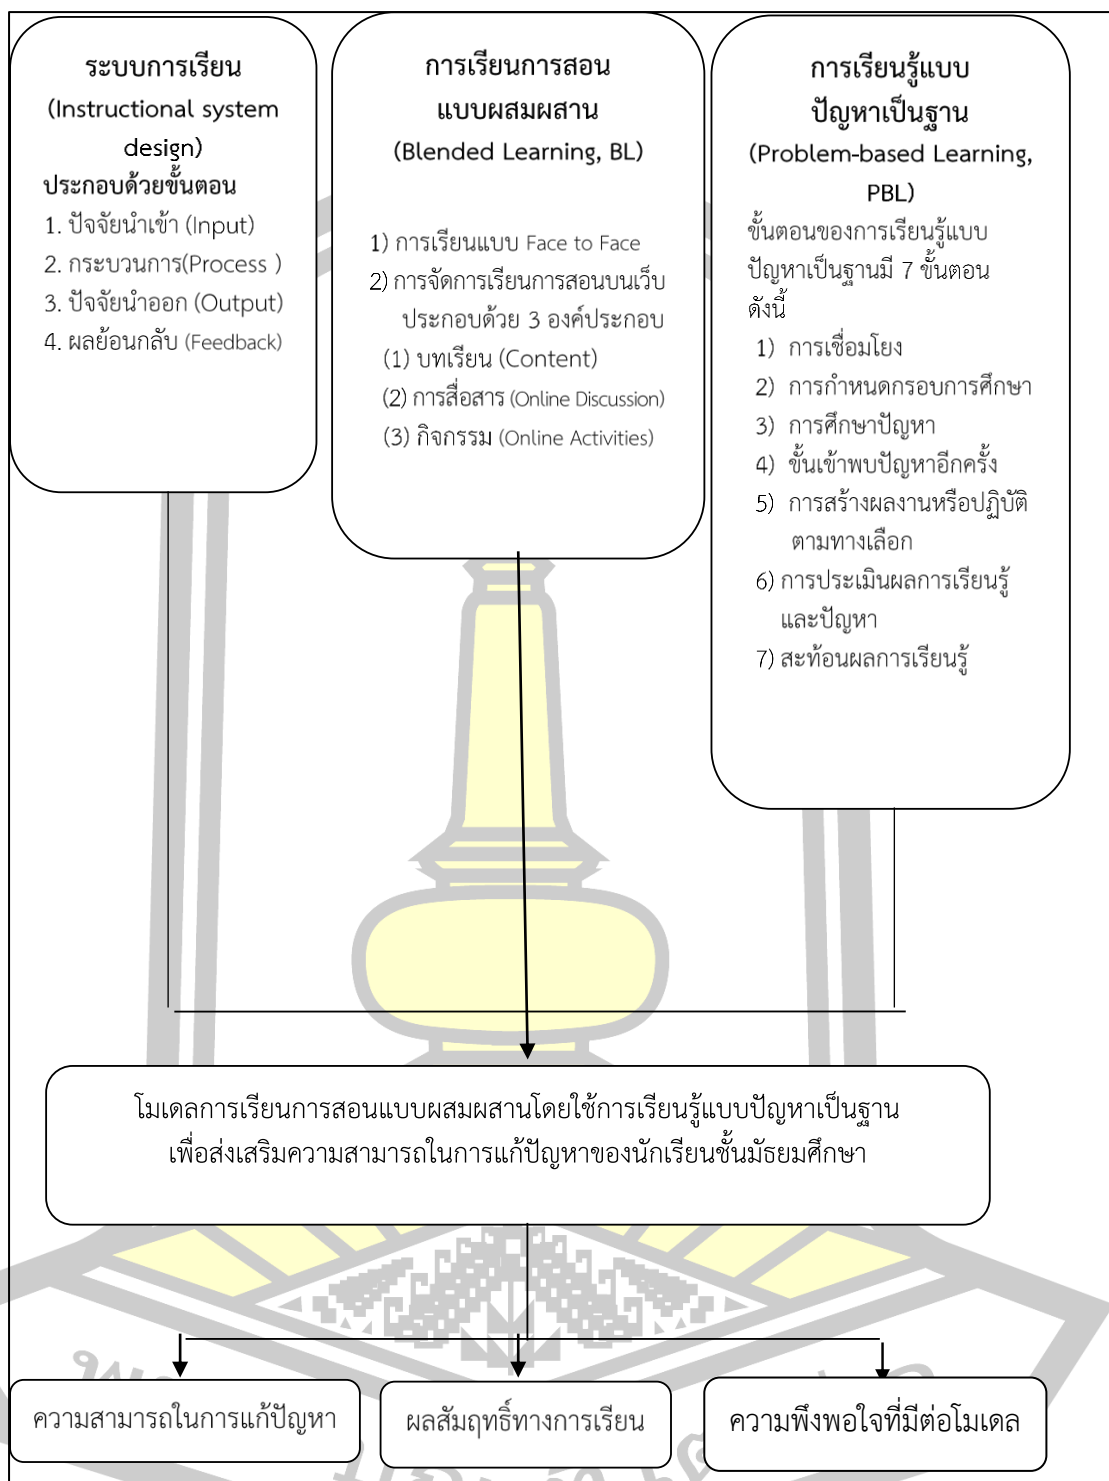 ระบบการเรียน
(Instructional system
design)
ประกอบด้วยขั้นตอน
1. ปัจจัยนำเข้า (Input)
2. กระบวนการ(Process )
3. ปัจจัยนำออก (Output)
4. ผลย้อนกลับ (Feedback)
การเรียนการสอน
แบบผสมผสาน
(Blended Learning, BL)
1) การเรียนแบบ Face to Face
2) การจัดการเรียนการสอนบนเว็บ
ประกอบด้วย 3 องค์ประกอบ
(1) บทเรียน (Content)
(2) การสื่อสาร (Online Discussion)
(3) กิจกรรม (Online Activities)
การเรียนรู้แบบ
ปัญหาเป็นฐาน
(Problem-based Learning,
PBL)
ขั้นตอนของการเรียนรู้แบบ
ปัญหาเป็นฐานมี 7 ขั้นตอน
ดังนี้
1) การเชื่อมโยง
2) การกำหนดกรอบการศึกษา
3) การศึกษาปัญหา
4) ขั้นเข้าพบปัญหาอีกครั้ง
5) การสร้างผลงานหรือปฏิบัติ
ตามทางเลือก
6) การประเมินผลการเรียนรู้
และปัญหา
7) สะท้อนผลการเรียนรู้
โมเดลการเรียนการสอนแบบผสมผสานโดยใช้การเรียนรู้แบบปัญหาเป็นฐาน
เพื่อส่งเสริมความสามารถในการแก้ปัญหาของนักเรียนชั้นมัธยมศึกษา
ความสามารถในการแก้ปัญหา
ผลสัมฤทธิ์ทางการเรียน
ความพึงพอใจที่มีต่อโมเดล